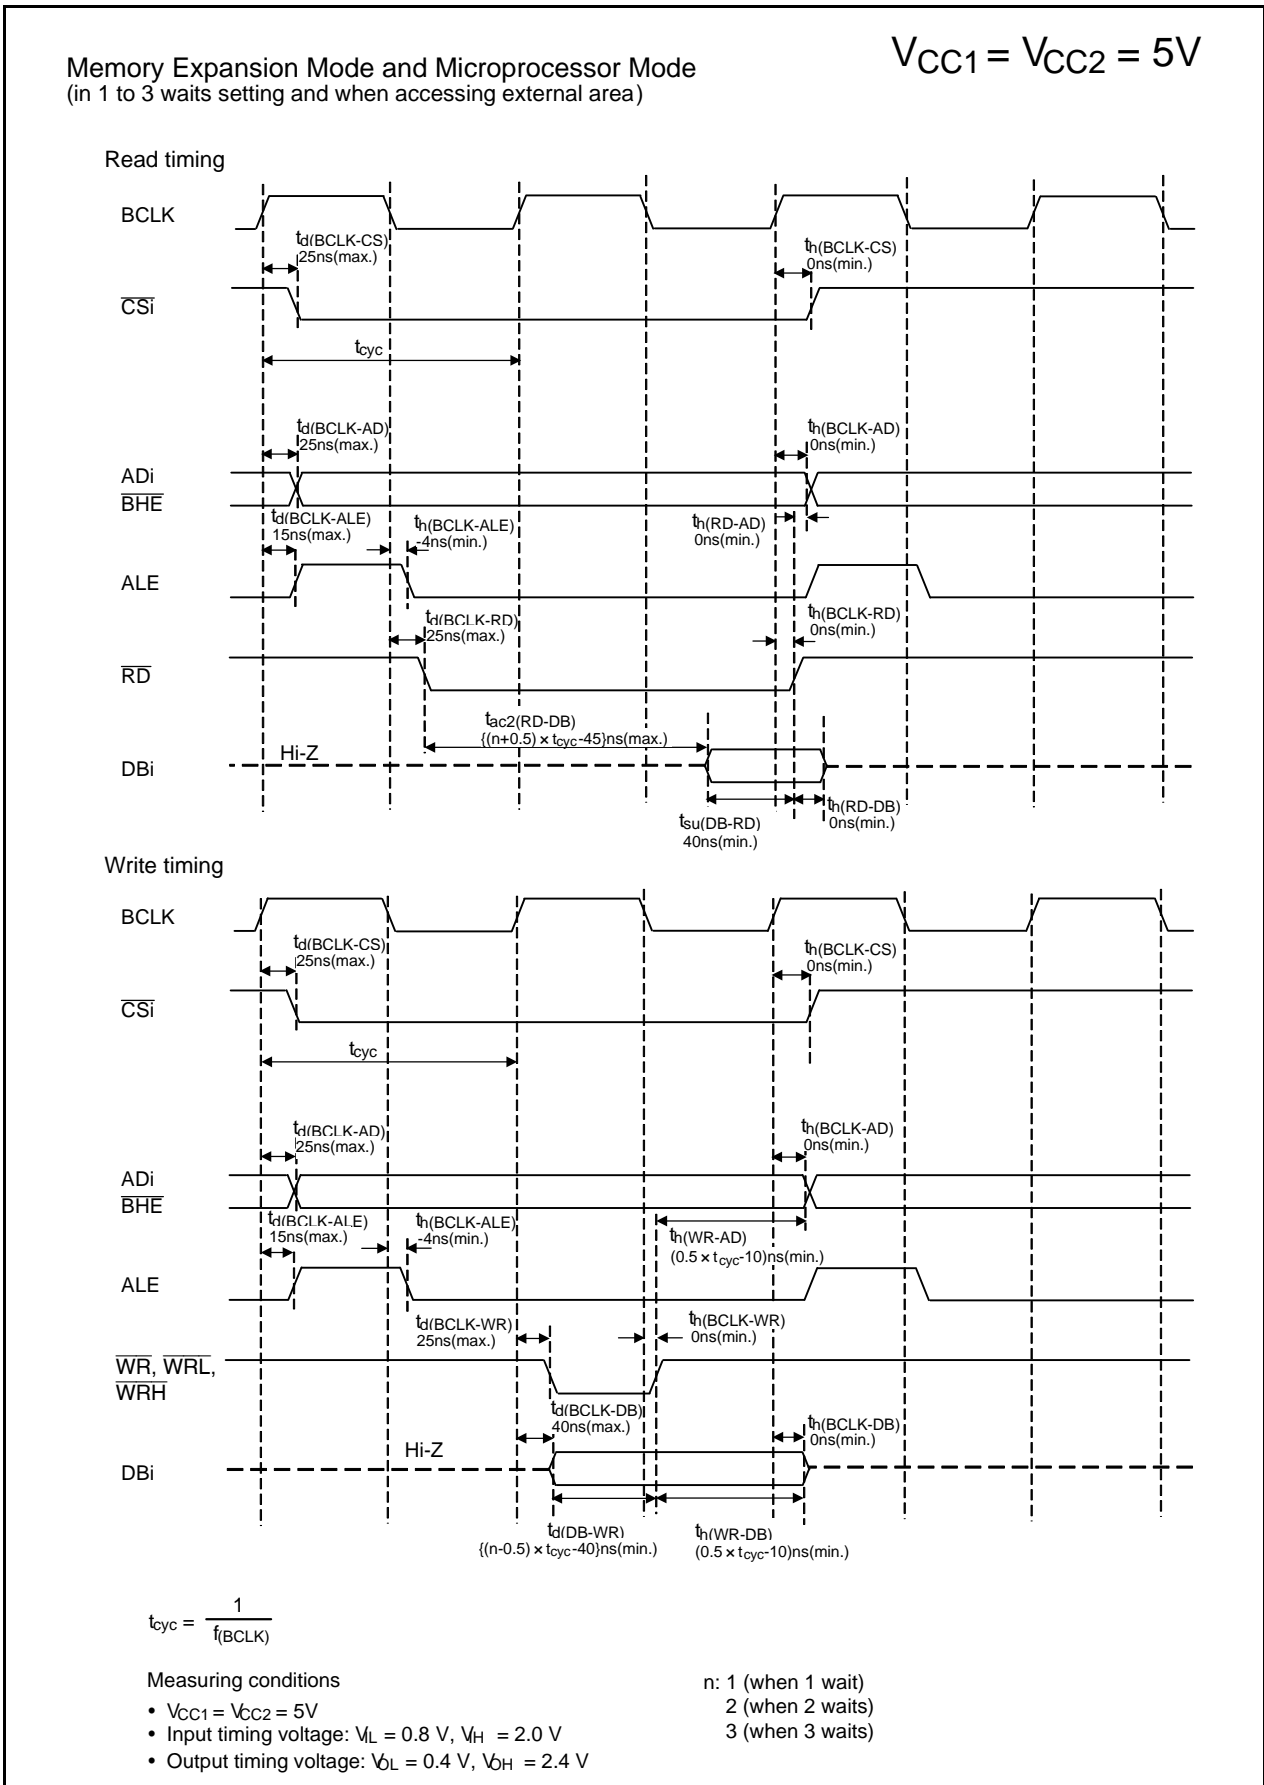 Memory Expansion Mode and Microprocessor Mode
(in 1 to 3 waits setting and when accessing external area)
VCC1 = VCC2 = 5V
Read timing
BCLK
td(BCLK-CS)
25ns(max.)
th(BCLK-CS)
0ns(min.)
CSi
tcyc
td(BCLK-AD)
25ns(max.)
th(BCLK-AD)
0ns(min.)
ADi
BHE
td(BCLK-ALE)
15ns(max.)
th(BCLK-ALE)
-4ns(min.)
th(RD-AD)
0ns(min.)
ALE
td(BCLK-RD)
25ns(max.)
th(BCLK-RD)
0ns(min.)
RD
tac2(RD-DB)
{(n+0.5) × tcyc-45}ns(max.)
Hi-Z
DBi
tsu(DB-RD)
40ns(min.)
th(RD-DB)
0ns(min.)
Write timing
BCLK
td(BCLK-CS)
25ns(max.)
th(BCLK-CS)
0ns(min.)
CSi
tcyc
td(BCLK-AD)
25ns(max.)
th(BCLK-AD)
0ns(min.)
ADi
BHE
td(BCLK-ALE)
15ns(max.)
th(BCLK-ALE)
-4ns(min.)
th(WR-AD)
(0.5 × tcyc-10)ns(min.)
ALE
td(BCLK-WR)
25ns(max.)
th(BCLK-WR)
0ns(min.)
WR, WRL,
WRH
td(BCLK-DB)
40ns(max.)
th(BCLK-DB)
0ns(min.)
Hi-Z
DBi
td(DB-WR)
{(n-0.5) × tcyc-40}ns(min.)
th(WR-DB)
(0.5 × tcyc-10)ns(min.)
tcyc = 1
f(BCLK)
Measuring conditions
• VCC1 = VCC2 = 5V
• Input timing voltage: VIL = 0.8 V, VIH = 2.0 V
• Output timing voltage: VOL = 0.4 V, VOH = 2.4 V
n: 1 (when 1 wait)
2 (when 2 waits)
3 (when 3 waits)